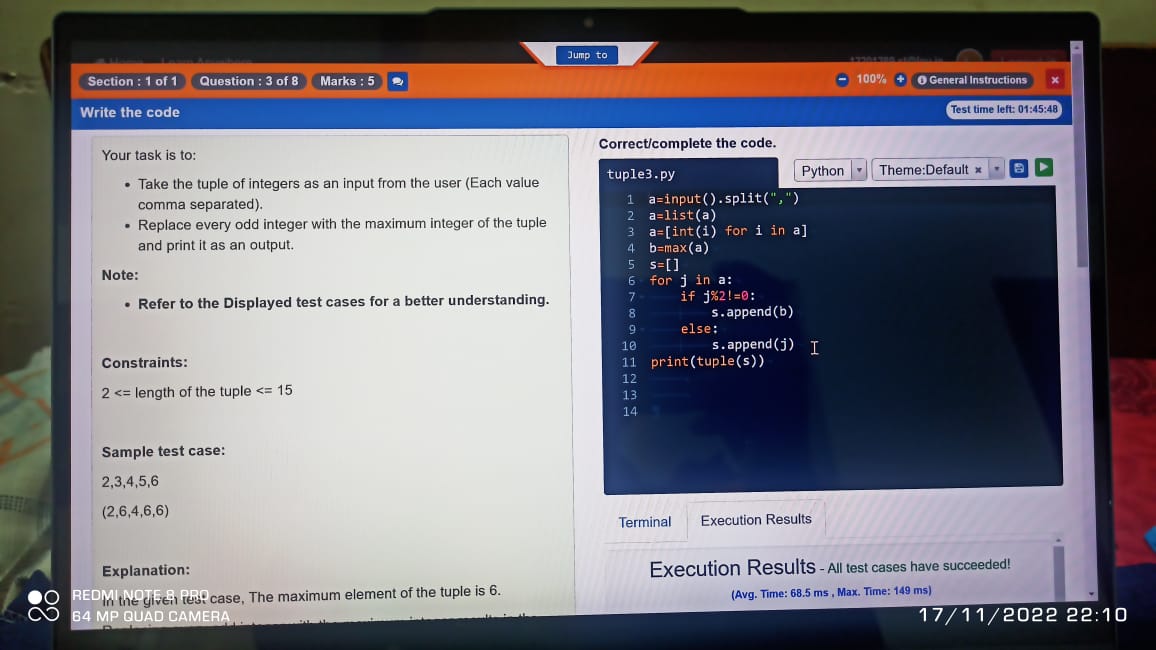 Jump to
Section : 1 of 1 Question : 3 of 8 Marks : 5
100% General Instructions
Write the code
Test time left: 01:45:48
Your task is to:
• Take the tuple of integers as an input from the user (Each value
comma separated).
• Replace every odd integer with the maximum integer of the tuple
and print it as an output.
Note:
• Refer to the Displayed test cases for a better understanding.
Constraints:
2 <= length of the tuple <= 15
Sample test case:
2,3,4,5,6
(2,6,4,6,6)
Explanation:
In the given test case, The maximum element of the tuple is 6.
Correct/complete the code.
tuple3.py
Python Theme:Default ×
1 a=input().split(",")
2 a=list(a)
3 a=[int(i) for i in a]
4 b=max(a)
5 s=[]
6 for j in a:
7 if j%2!=0:
8 s.append(b)
9 else:
10 s.append(j)
11 print(tuple(s))
12
13
14
Terminal Execution Results
Execution Results - All test cases have succeeded!
(Avg. Time: 68.5 ms , Max. Time: 149 ms)
REDMI NOTE 8 PRO
64 MP QUAD CAMERA
17/11/2022 22:10